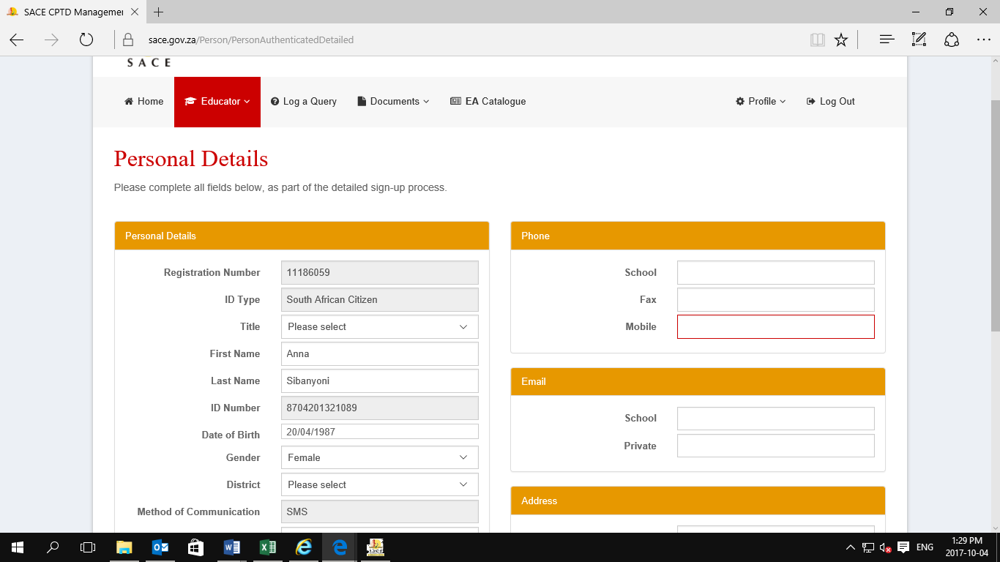 SACE CPTD Managemer
sace.gov.za/Person/PersonAuthenticatedDetailed
SACE
Home Educator Log a Query Documents EA Catalogue Profile Log Out
Personal Details
Please complete all fields below, as part of the detailed sign-up process.
Personal Details
Registration Number 11186059
ID Type South African Citizen
Title Please select
First Name Anna
Last Name Sibanyoni
ID Number 8704201321089
Date of Birth 20/04/1987
Gender Female
District Please select
Method of Communication SMS
Phone
School
Fax
Mobile
Email
School
Private
Address
ENG
1:29 PM
2017-10-04